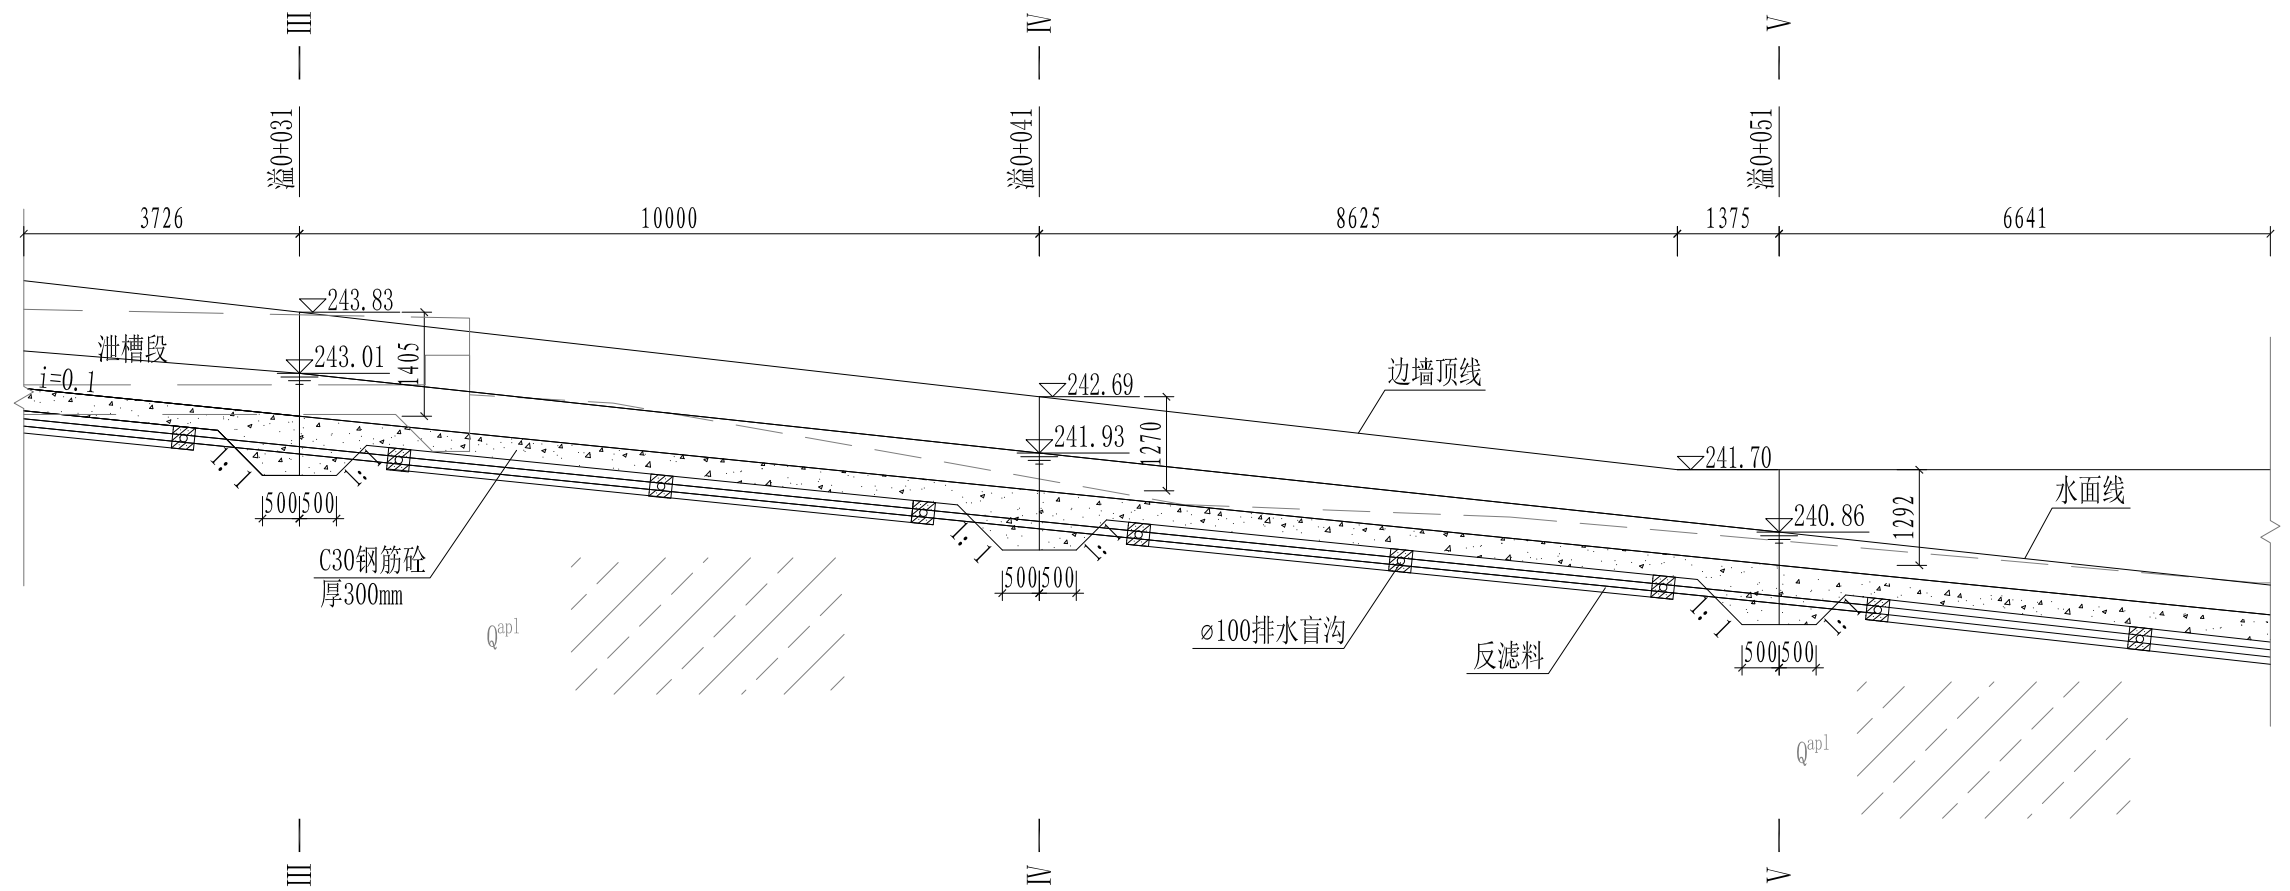 III
IV
V
溢0+031
溢0+041
溢0+051
3726
10000
8625
1375
6641
243.83
泄槽段
243.01
1405
i=0.1
242.69
241.93
1270
边墙顶线
241.70
240.86
1292
水面线
1:1
1:1
500
500
C30钢筋砼
厚300mm
1:1
1:1
500
500
Qapl
⌀100排水盲沟
反滤料
1:1
1:1
500
500
Qapl
III
IV
V